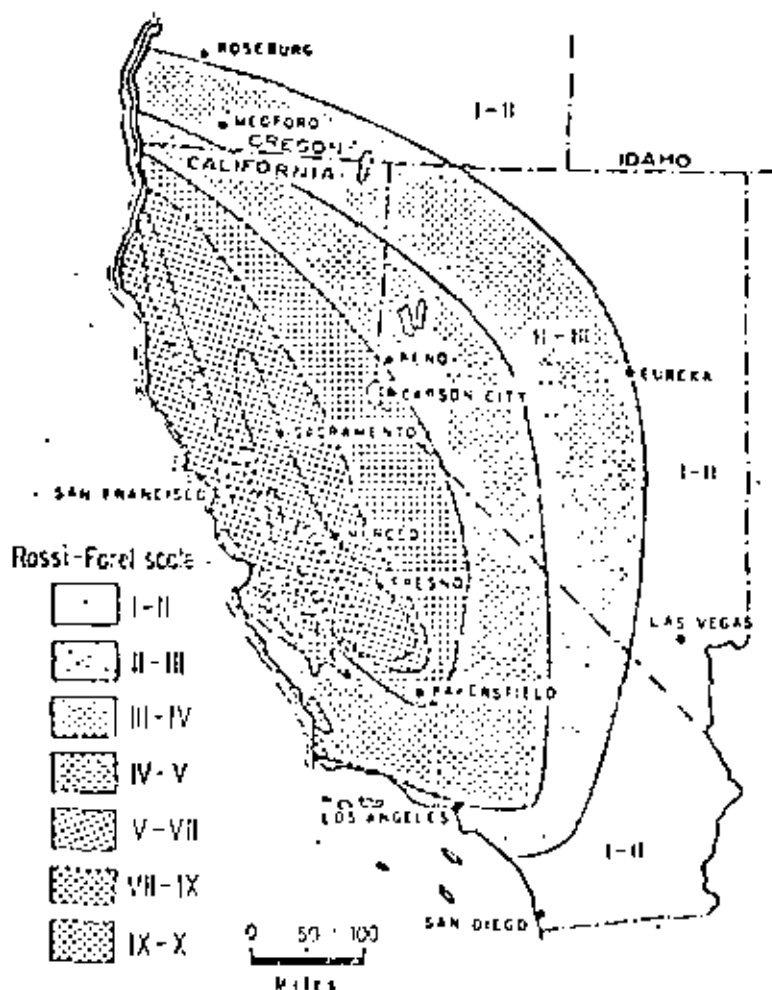 ROSEBURG
I-II
MEDFORD
OREGON
IDAHO
CALIFORNIA
II-III
RENO
EUREKA
CARSON CITY
SACRAMENTO
I-II
SAN FRANCISCO
MERCED
Rossi-Forel scale
FRESNO
I-II
LAS VEGAS
II-III
BAKERSFIELD
III-IV
IV-V
LOS ANGELES
V-VII
I-II
VII-IX
SAN DIEGO
IX-X
0 50 100
Miles